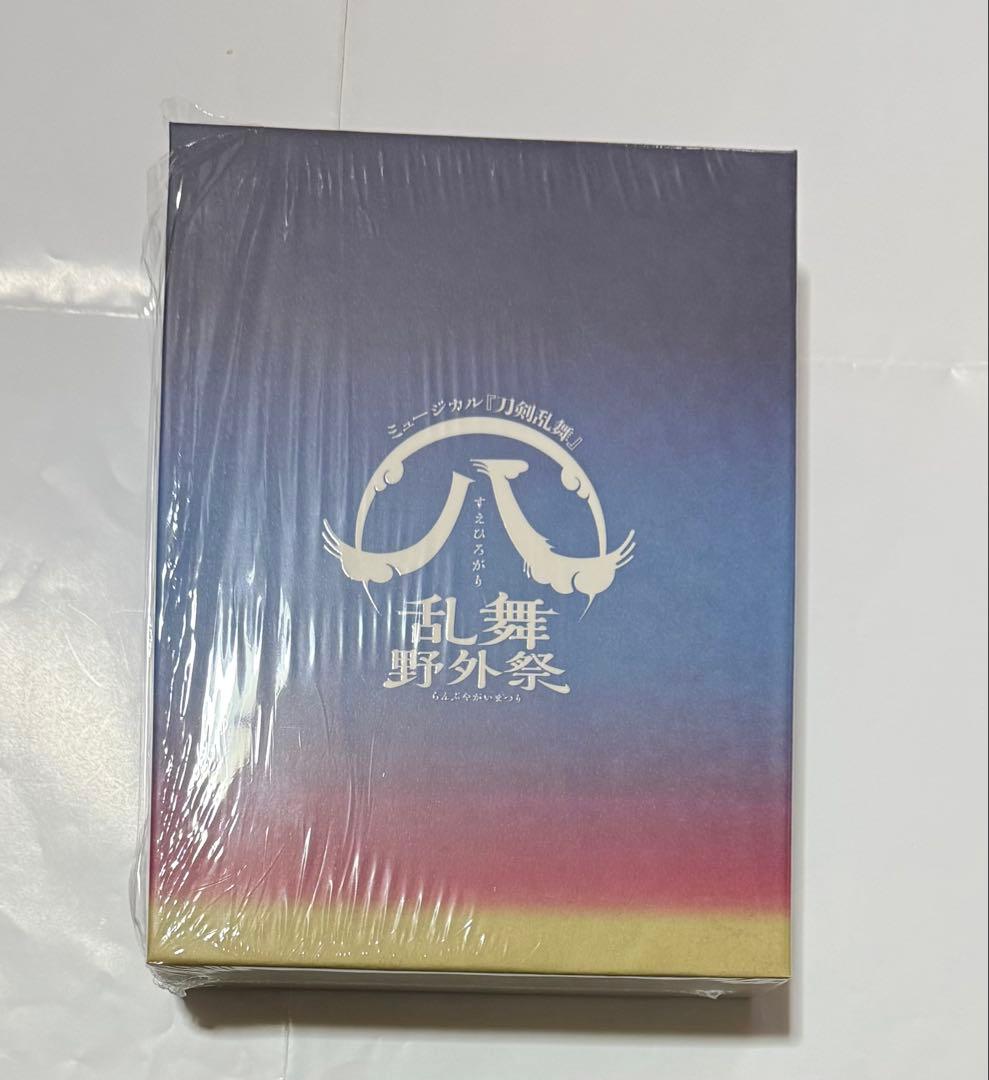 ミュージカル『刀剣乱舞』
八
すえひろがり
乱舞
野外祭
らんぶやがいまつり